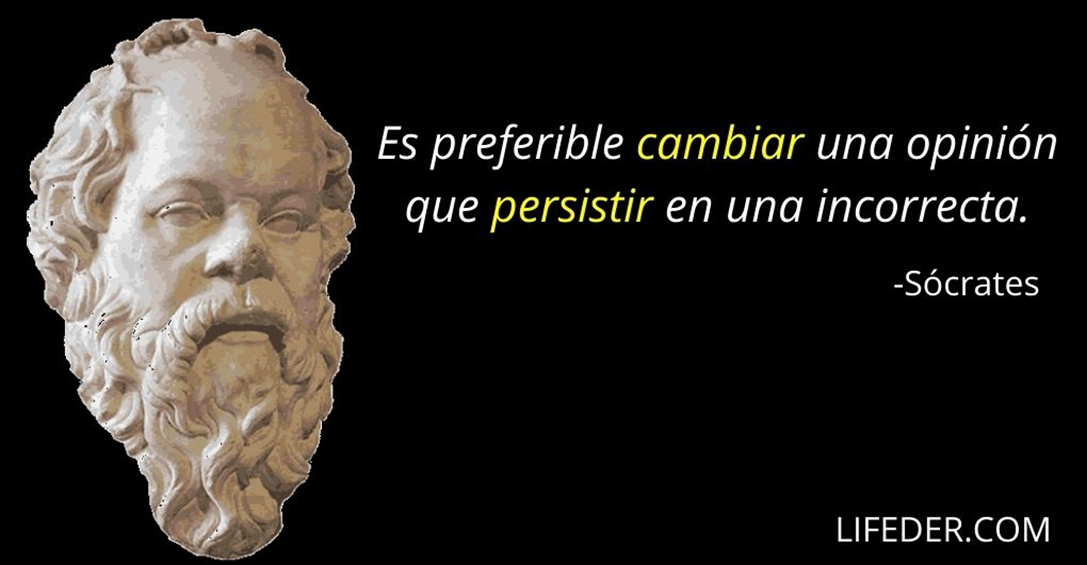 Es preferible cambiar una opinión
que persistir en una incorrecta.
-Sócrates
LIFEDER.COM